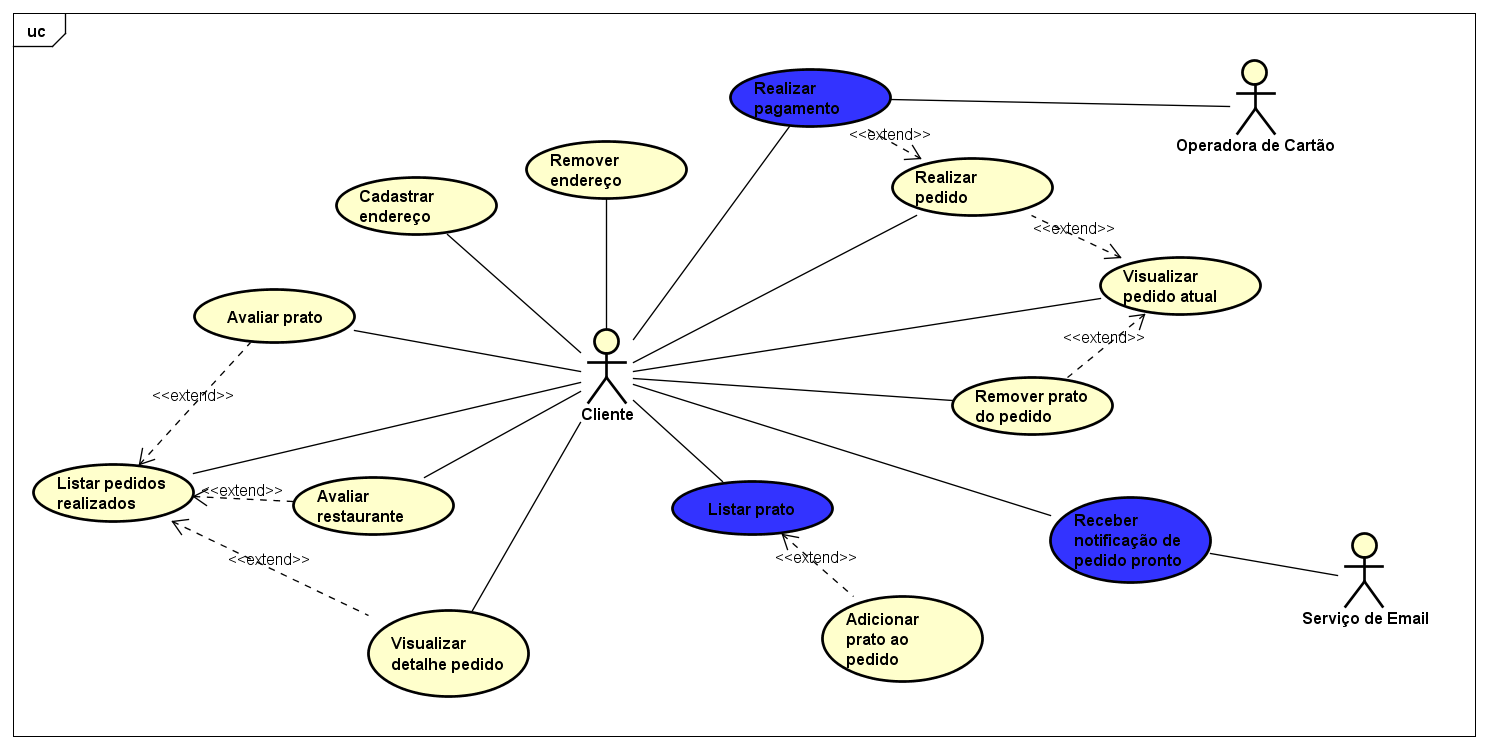 uc
Realizar
pagamento
Operadora de Cartão
<<extend>>
Remover
endereço
Realizar
pedido
Cadastrar
endereço
<<extend>>
Visualizar
pedido atual
Avaliar prato
<<extend>>
<<extend>>
Remover prato
do pedido
Cliente
Listar pedidos
realizados
<<extend>>
Avaliar
restaurante
Listar prato
Receber
notificação de
pedido pronto
<<extend>>
<<extend>>
Serviço de Email
Visualizar
detalhe pedido
Adicionar
prato ao
pedido